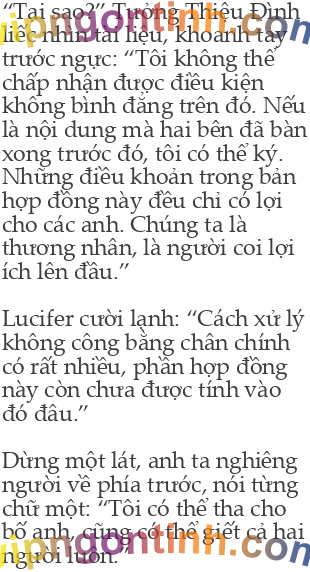 “Tại sao?” Tưởng Thiệu Đình
liếc nhìn tài liệu, khoanh tay
trước ngực: “Tôi không thể
chấp nhận được điều kiện
không bình đẳng trên đó. Nếu
là nội dung mà hai bên đã bàn
xong trước đó, tôi có thể ký.
Những điều khoản trong bản
hợp đồng này đều chỉ có lợi
cho các anh. Chúng ta là
thương nhân, là người coi lợi
ích lên đầu.”
Lucifer cười lạnh: “Cách xử lý
không công bằng chân chính
có rất nhiều, phần hợp đồng
này còn chưa được tính vào
đó đâu.”
Dừng một lát, anh ta nghiêng
người về phía trước, nói từng
chữ một: “Tôi có thể tha cho
bố anh, cũng có thể giết cả hai
người luôn.”
vipngontinh.com
vipngontinh.com